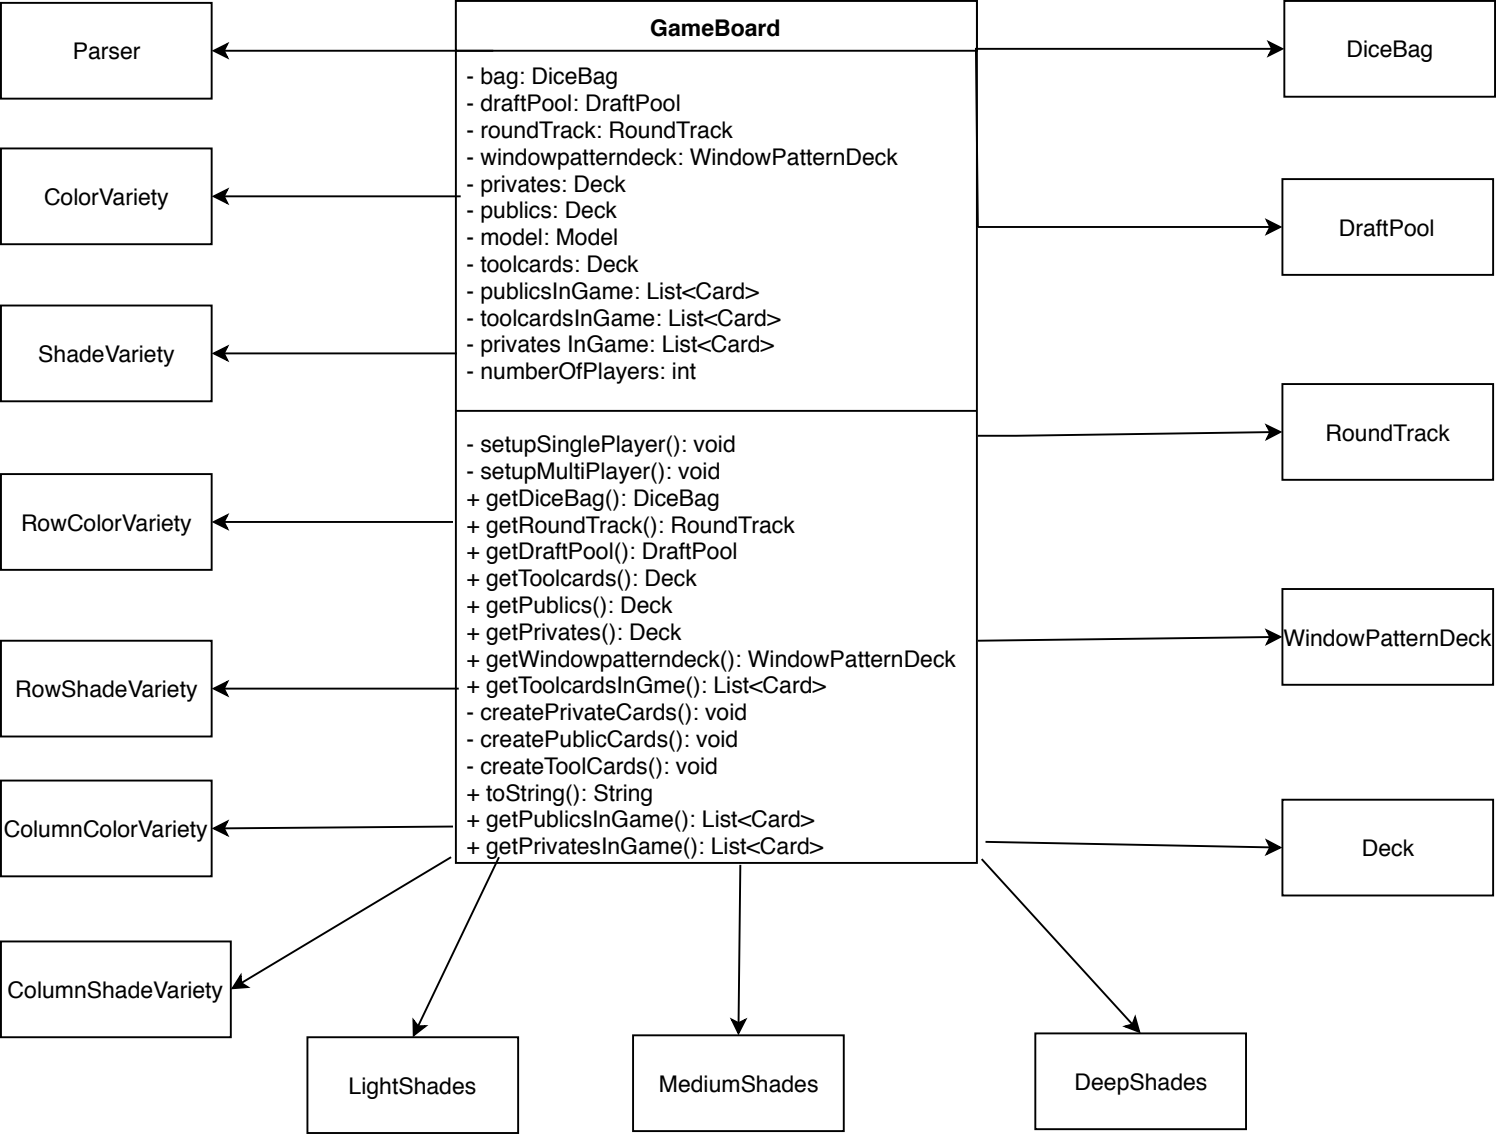 GameBoard
- bag: DiceBag
- draftPool: DraftPool
- roundTrack: RoundTrack
- windowpatterndeck: WindowPatternDeck
- privates: Deck
- publics: Deck
- model: Model
- toolcards: Deck
- publicsInGame: List<Card>
- toolcardsInGame: List<Card>
- privates InGame: List<Card>
- numberOfPlayers: int
- setupSinglePlayer(): void
- setupMultiPlayer(): void
+ getDiceBag(): DiceBag
+ getRoundTrack(): RoundTrack
+ getDraftPool(): DraftPool
+ getToolcards(): Deck
+ getPublics(): Deck
+ getPrivates(): Deck
+ getWindowpatterndeck(): WindowPatternDeck
+ getToolcardsInGme(): List<Card>
- createPrivateCards(): void
- createPublicCards(): void
- createToolCards(): void
+ toString(): String
+ getPublicsInGame(): List<Card>
+ getPrivatesInGame(): List<Card>
Parser
ColorVariety
ShadeVariety
RowColorVariety
RowShadeVariety
ColumnColorVariety
ColumnShadeVariety
LightShades
MediumShades
DeepShades
DiceBag
DraftPool
RoundTrack
WindowPatternDeck
Deck